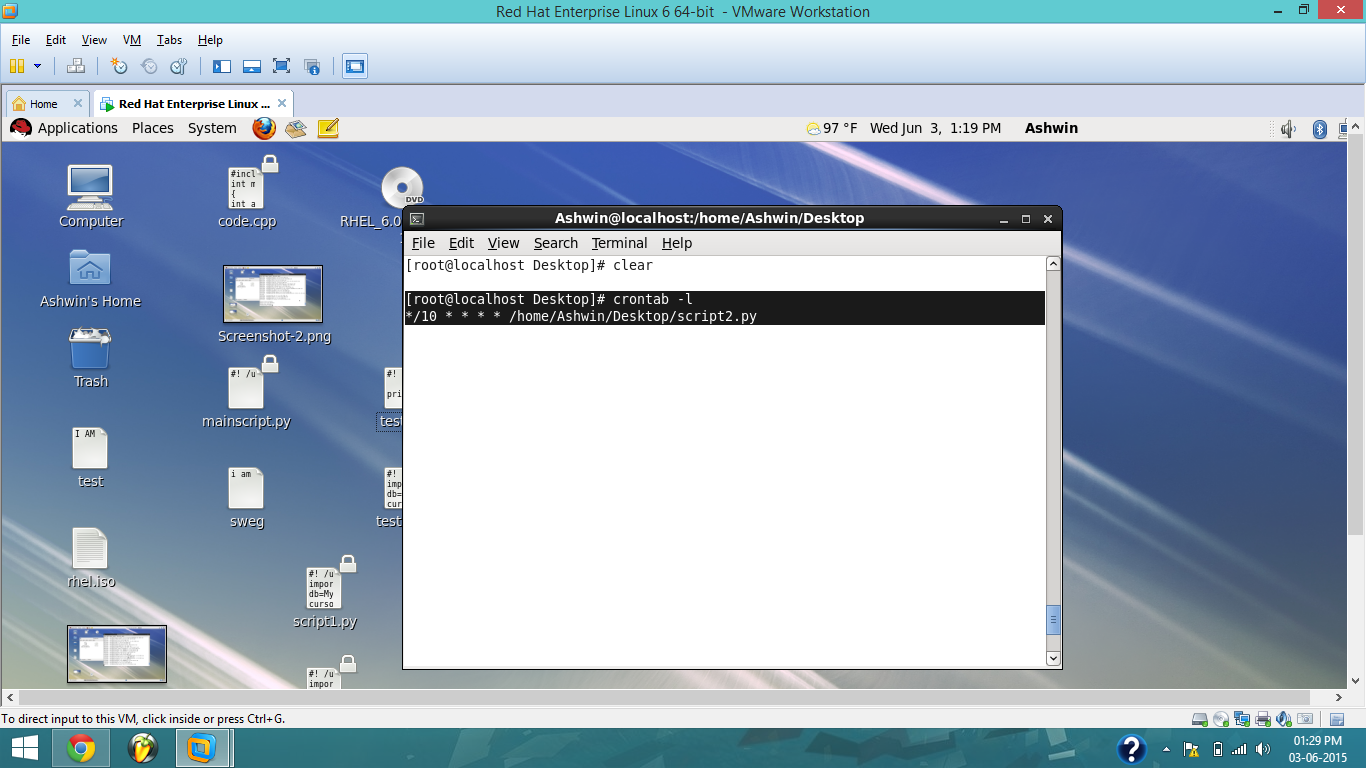 Red Hat Enterprise Linux 6 64-bit - VMware Workstation
File Edit View VM Tabs Help
Home
Red Hat Enterprise Linux ...
Applications Places System 97 °F Wed Jun 3, 1:19 PM Ashwin
Computer
#incl
int m
{
int a
code.cpp
DVD
RHEL_6.0
Ashwin's Home
Screenshot-2.png
Trash
#! /u
mainscript.py
#!
pri
test
I AM
test
i am
sweg
#!
imp
db=
cur
test
rhel.iso
#! /u
impor
db=My
curso
script1.py
#! /u
impor
Ashwin@localhost:/home/Ashwin/Desktop
File Edit View Search Terminal Help
[root@localhost Desktop]# clear
[root@localhost Desktop]# crontab -l
*/10 * * * * /home/Ashwin/Desktop/script2.py
To direct input to this VM, click inside or press Ctrl+G.
01:29 PM
03-06-2015